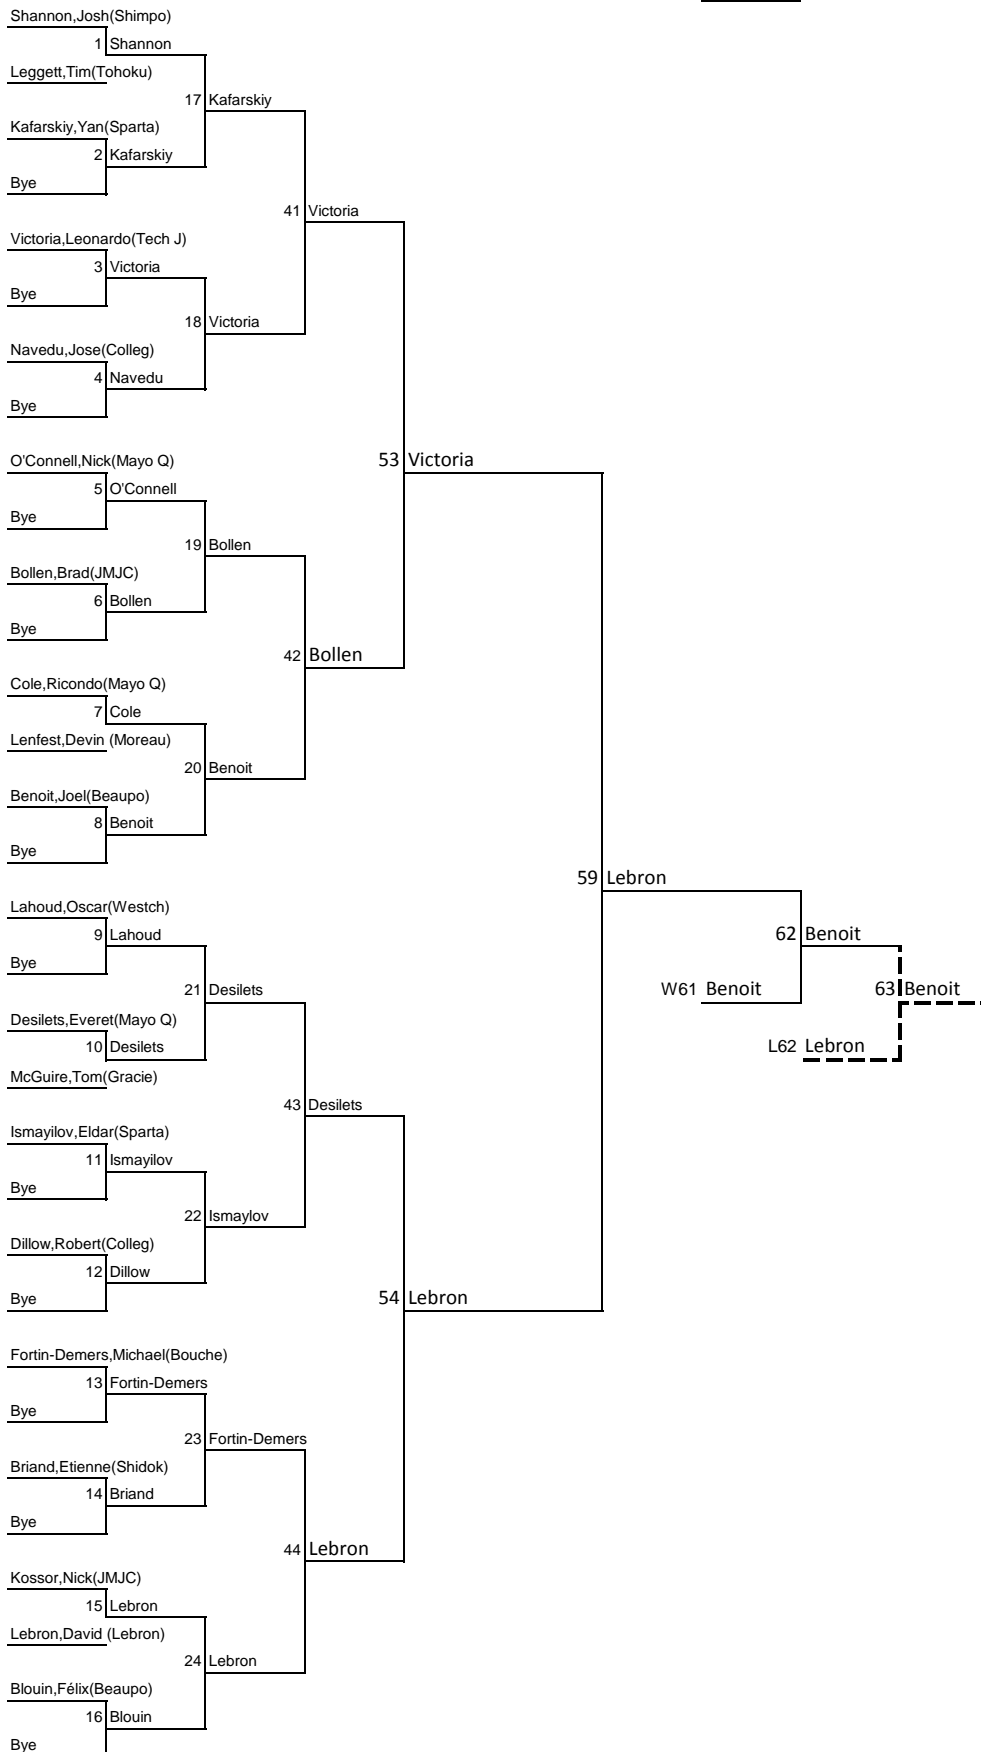 Shannon,Josh(Shimpo)
1 Shannon
Leggett,Tim(Tohoku)
17 Kafarskiy
Kafarskiy,Yan(Sparta)
2 Kafarskiy
Bye
41 Victoria
Victoria,Leonardo(Tech J)
3 Victoria
Bye
18 Victoria
Navedu,Jose(Colleg)
4 Navedu
Bye
53 Victoria
O'Connell,Nick(Mayo Q)
5 O'Connell
Bye
19 Bollen
Bollen,Brad(JMJC)
6 Bollen
Bye
42 Bollen
Cole,Ricondo(Mayo Q)
7 Cole
Lenfest,Devin (Moreau)
20 Benoit
Benoit,Joel(Beaupo)
8 Benoit
Bye
59 Lebron
Lahoud,Oscar(Westch)
9 Lahoud
62 Benoit
Bye
21 Desilets
W61 Benoit
63 Benoit
Desilets,Everet(Mayo Q)
10 Desilets
L62 Lebron
McGuire,Tom(Gracie)
43 Desilets
Ismayilov,Eldar(Sparta)
11 Ismayilov
Bye
22 Ismaylov
Dillow,Robert(Colleg)
12 Dillow
Bye
54 Lebron
Fortin-Demers,Michael(Bouche)
13 Fortin-Demers
Bye
23 Fortin-Demers
Briand,Etienne(Shidok)
14 Briand
Bye
44 Lebron
Kossor,Nick(JMJC)
15 Lebron
Lebron,David (Lebron)
24 Lebron
Blouin,Félix(Beaupo)
16 Blouin
Bye